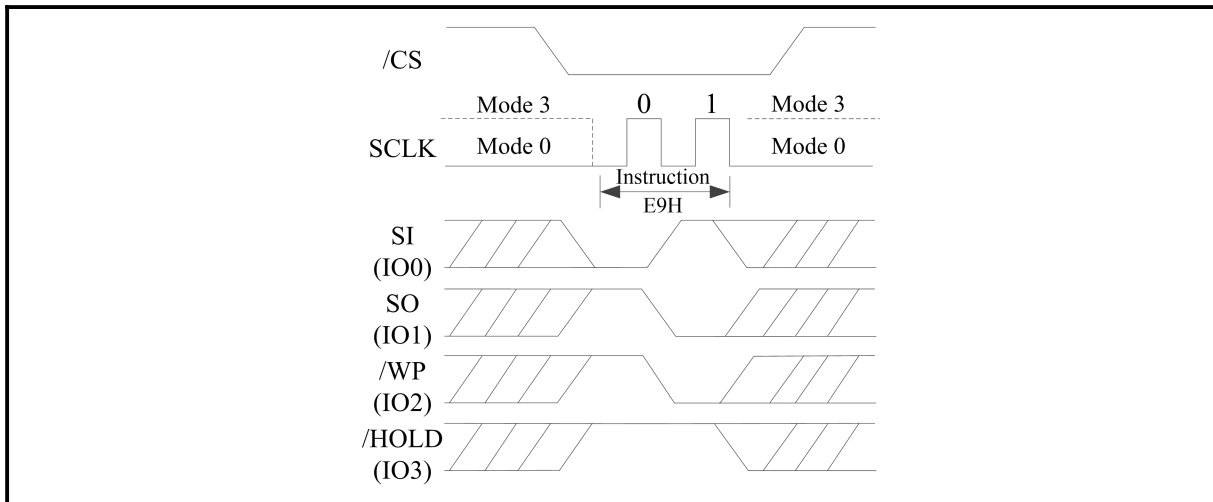 /CS
Mode 3 0 1 Mode 3
SCLK Mode 0 Mode 0
Instruction
E9H
SI
(IO0)
SO
(IO1)
/WP
(IO2)
/HOLD
(IO3)